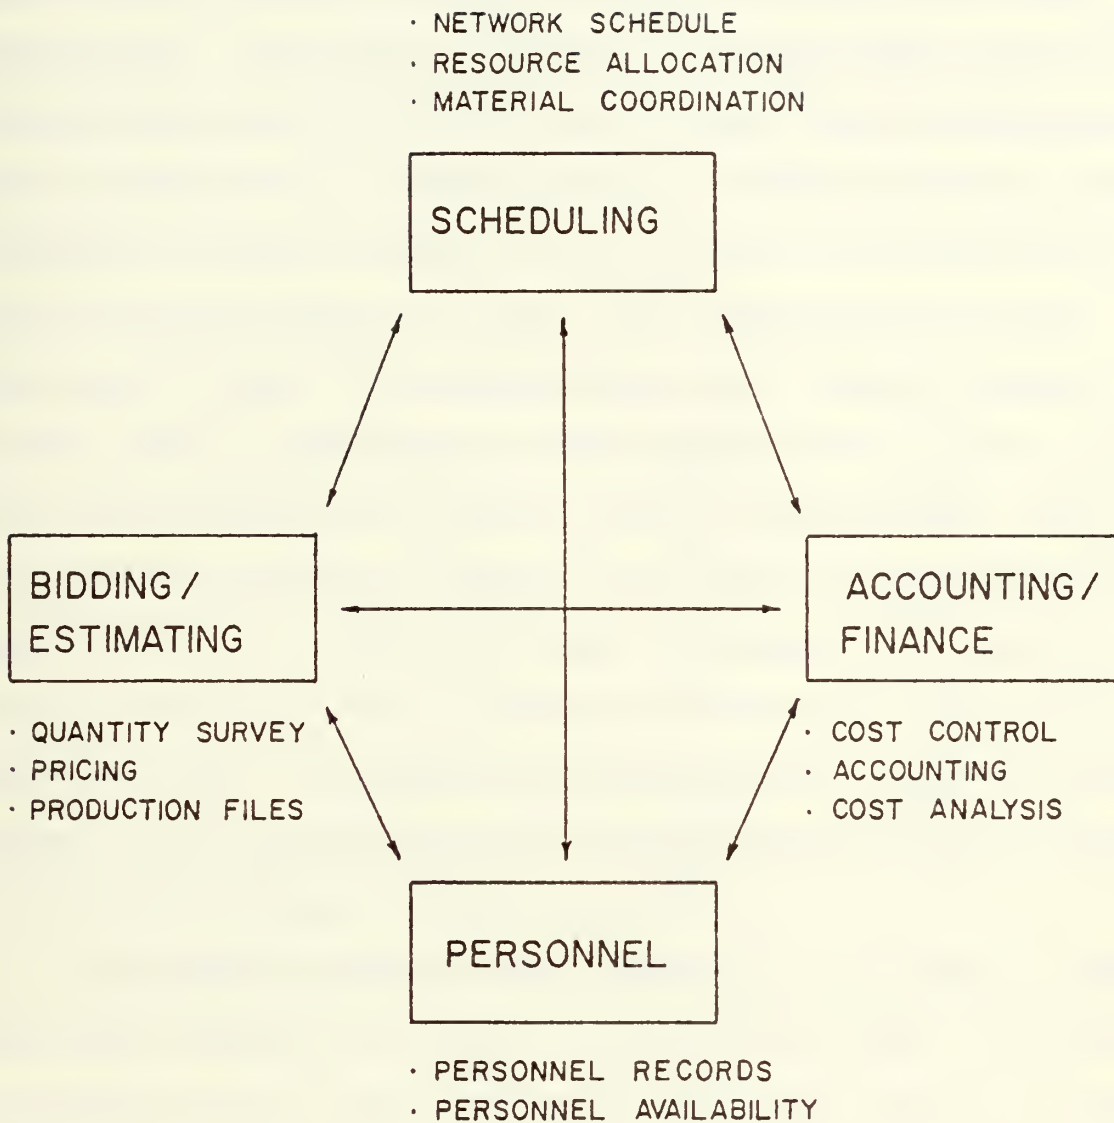 · NETWORK SCHEDULE
· RESOURCE ALLOCATION
· MATERIAL COORDINATION
SCHEDULING
BIDDING/
ESTIMATING
· QUANTITY SURVEY
· PRICING
· PRODUCTION FILES
ACCOUNTING/
FINANCE
· COST CONTROL
· ACCOUNTING
· COST ANALYSIS
PERSONNEL
· PERSONNEL RECORDS
· PERSONNEL AVAILABILITY